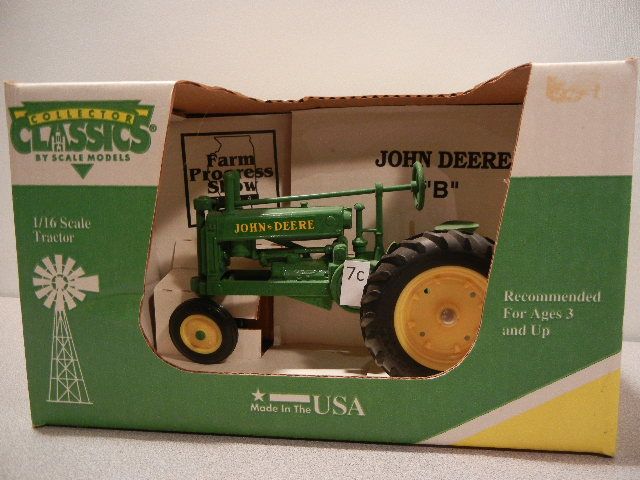 COLLECTOR
CLASSICS®
BY SCALE MODELS
1/16 Scale
Tractor
Farm
Progress
Show
JOHN DEERE
"B"
JOHN DEERE
7c
Recommended
For Ages 3
and Up
Made In The USA